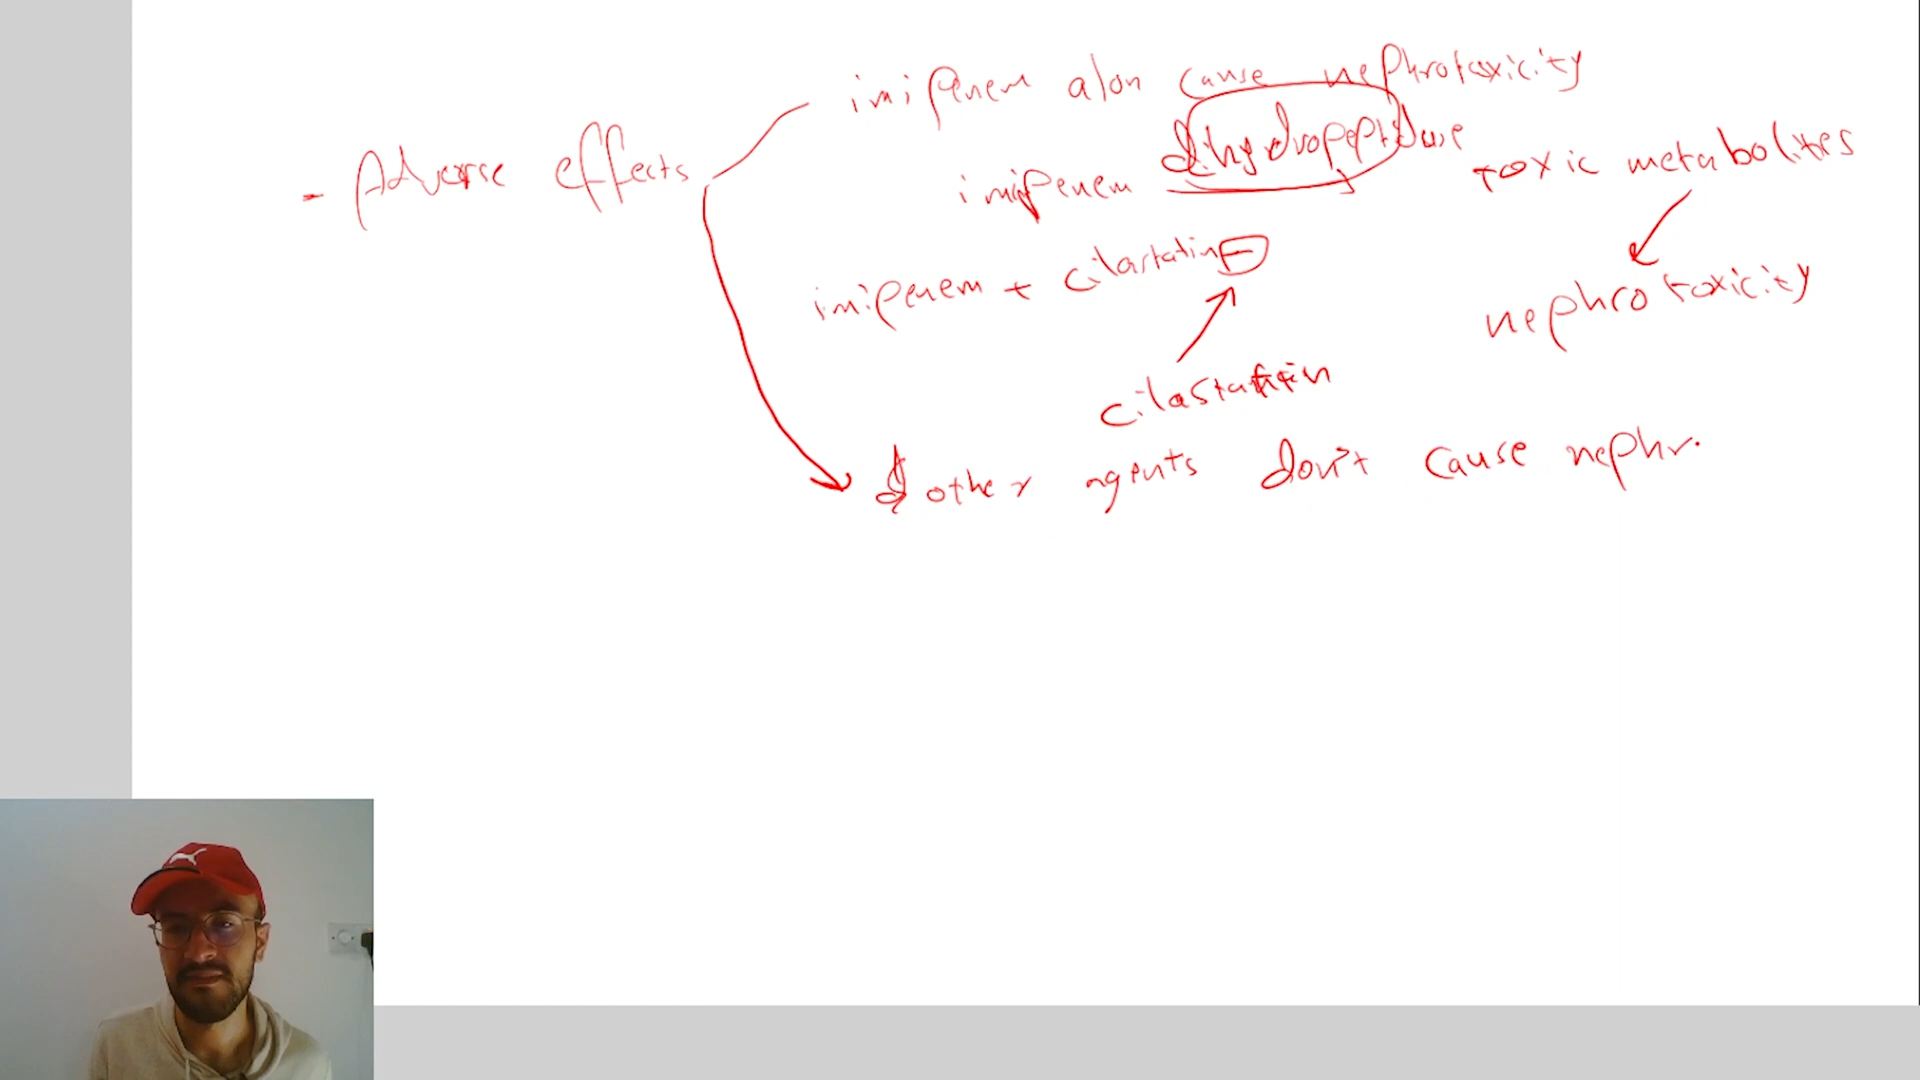 imipenem alon cause nephrotoxicity
- Adverse effects
imipenem dihydropeptidase toxic metabolites
imipenem + cilastatin
nephrotoxicity
cilastatin
other agents don't cause nephr.